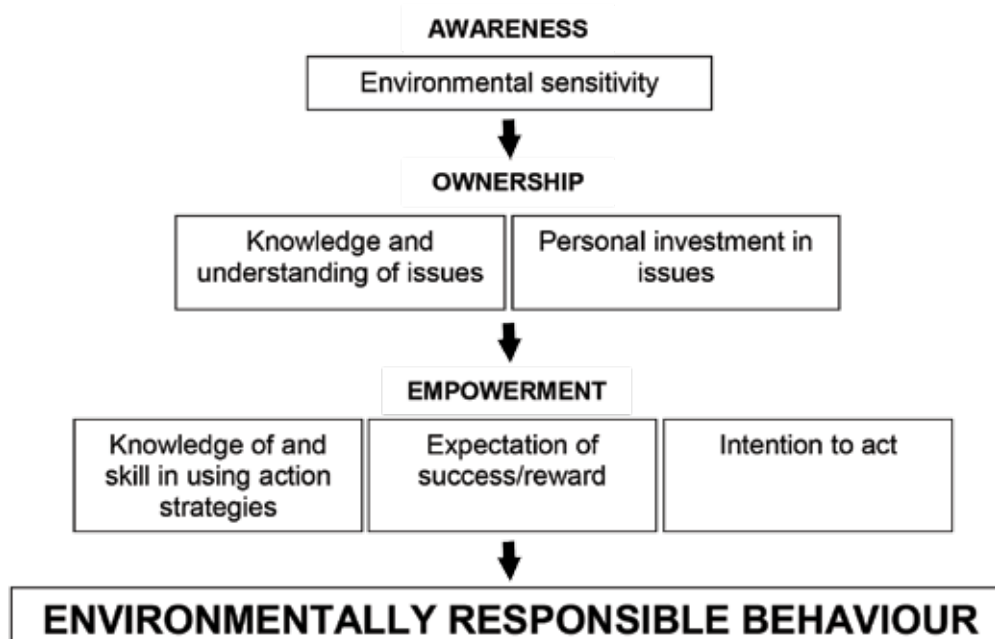 AWARENESS
Environmental sensitivity
OWNERSHIP
Knowledge and
understanding of issues
Personal investment in
issues
EMPOWERMENT
Knowledge of and
skill in using action
strategies
Expectation of
success/reward
Intention to act
ENVIRONMENTALLY RESPONSIBLE BEHAVIOUR